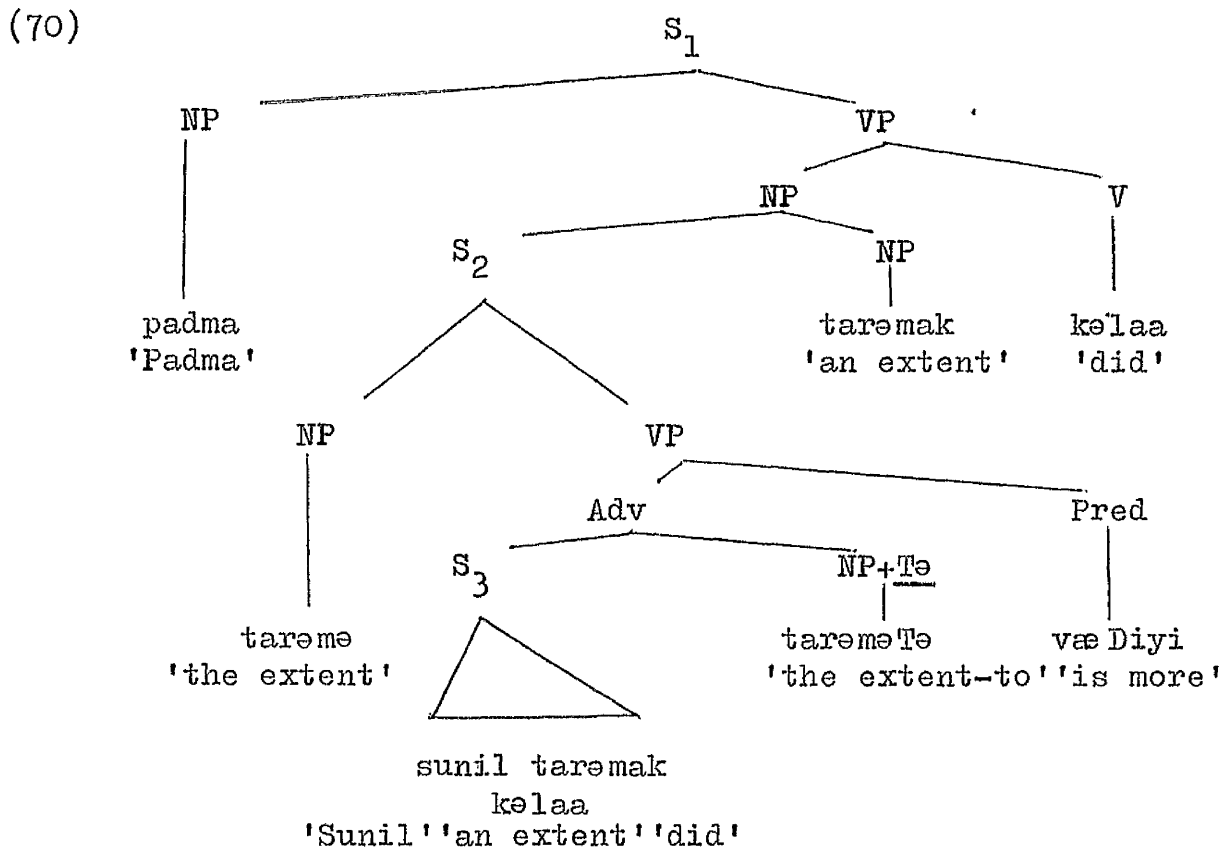 (70)
S1
NP VP
NP V
S2 NP
padma tarəmak kəlaa
'Padma' 'an extent' 'did'
NP VP
Adv Pred
S3 NP+Tə
tarəmə tarəməTə væDiyi
'the extent' 'the extent-to' 'is more'
sunil tarəmak
kəlaa
'Sunil' 'an extent' 'did'